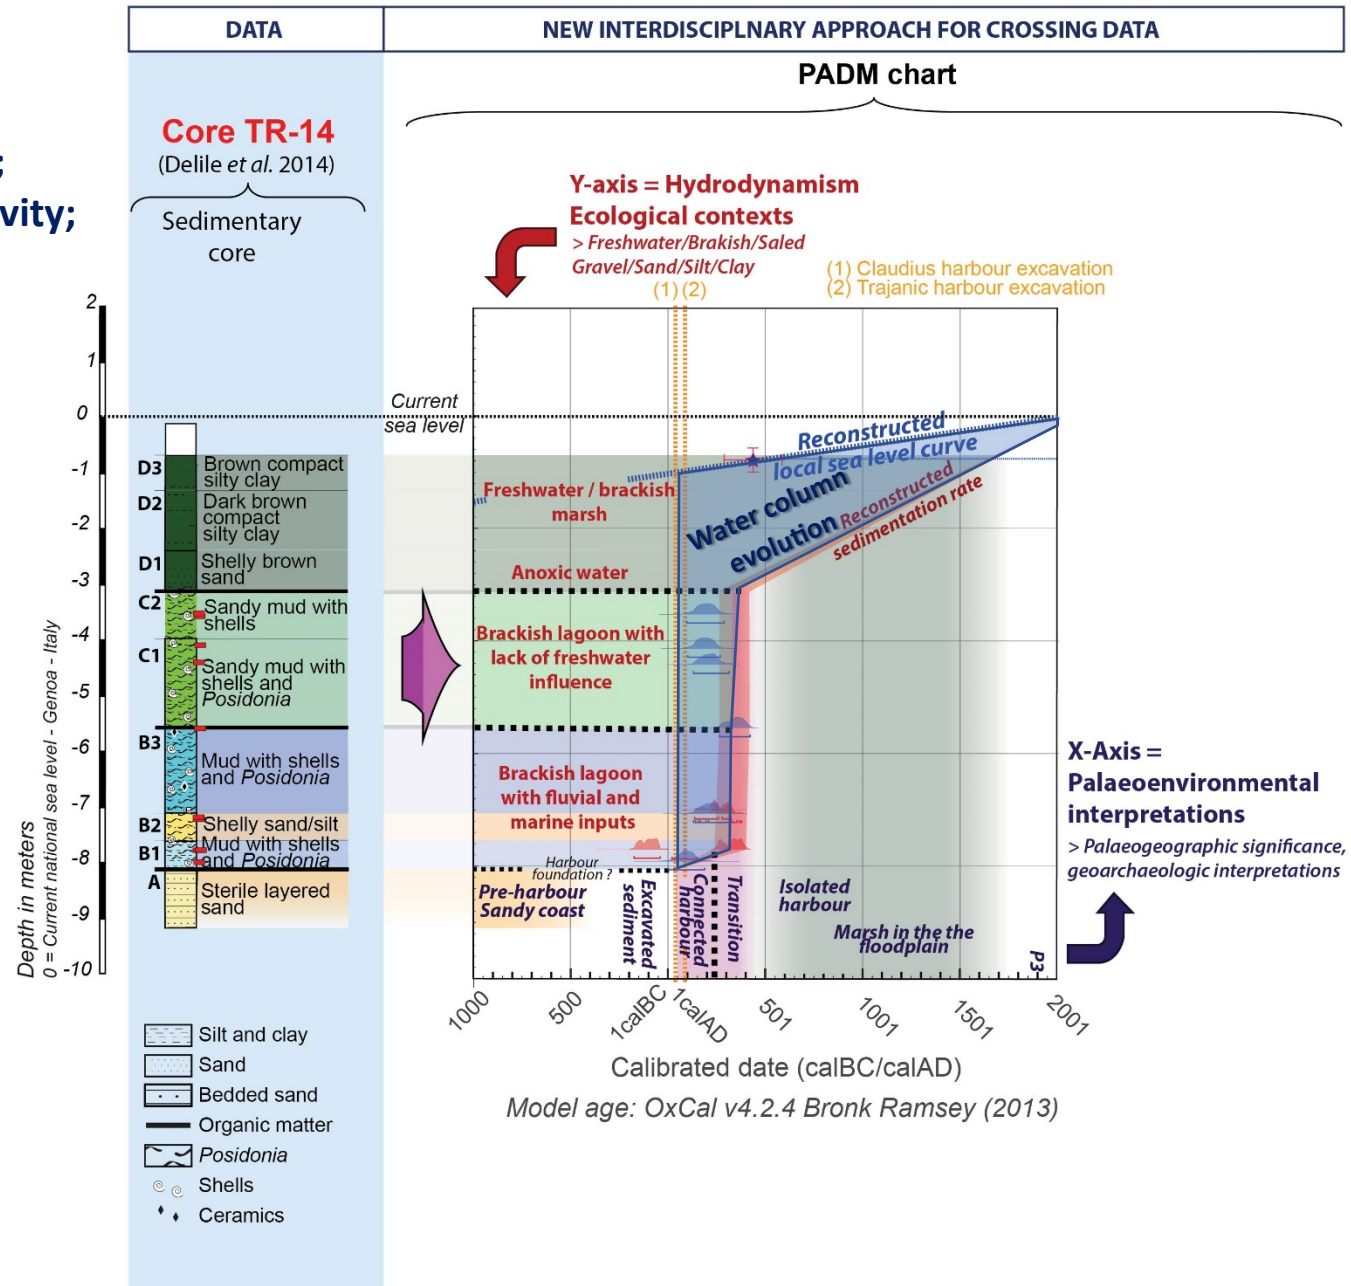 DATA
NEW INTERDISCIPLNARY APPROACH FOR CROSSING DATA
PADM chart
;
vity;
Core TR-14
(Delile et al. 2014)
Sedimentary
core
Y-axis = Hydrodynamism
Ecological contexts
> Freshwater/Brakish/Saled
Gravel/Sand/Silt/Clay
(1) (2)
(1) Claudius harbour excavation
(2) Trajanic harbour excavation
2
1
0
-1
-2
-3
-4
-5
-6
-7
-8
-9
-10
Depth in meters
0 = Current national sea level - Genoa - Italy
Current
sea level
D3
Brown compact
silty clay
D2
Dark brown
compact
silty clay
D1
Shelly brown
sand
C2
Sandy mud with
shells
C1
Sandy mud with
shells and
Posidonia
B3
Mud with shells
and Posidonia
B2
Shelly sand/silt
B1
Mud with shells
and Posidonia
A
Sterile layered
sand
Reconstructed
local sea level curve
Water column
evolution
Reconstructed
sedimentation rate
Freshwater / brackish
marsh
Anoxic water
Brackish lagoon with
lack of freshwater
influence
Brackish lagoon
with fluvial and
marine inputs
Harbour
foundation ?
Pre-harbour
Sandy coast
Excavated
sediment
Connected
harbour
Transition
Isolated
harbour
Marsh in the the
floodplain
P3
X-Axis =
Palaeoenvironmental
interpretations
> Palaeogeographic significance,
geoarchaeologic interpretations
1000
500
1calBC
1calAD
501
1001
1501
2001
Calibrated date (calBC/calAD)
Model age: OxCal v4.2.4 Bronk Ramsey (2013)
Silt and clay
Sand
Bedded sand
Organic matter
Posidonia
Shells
Ceramics